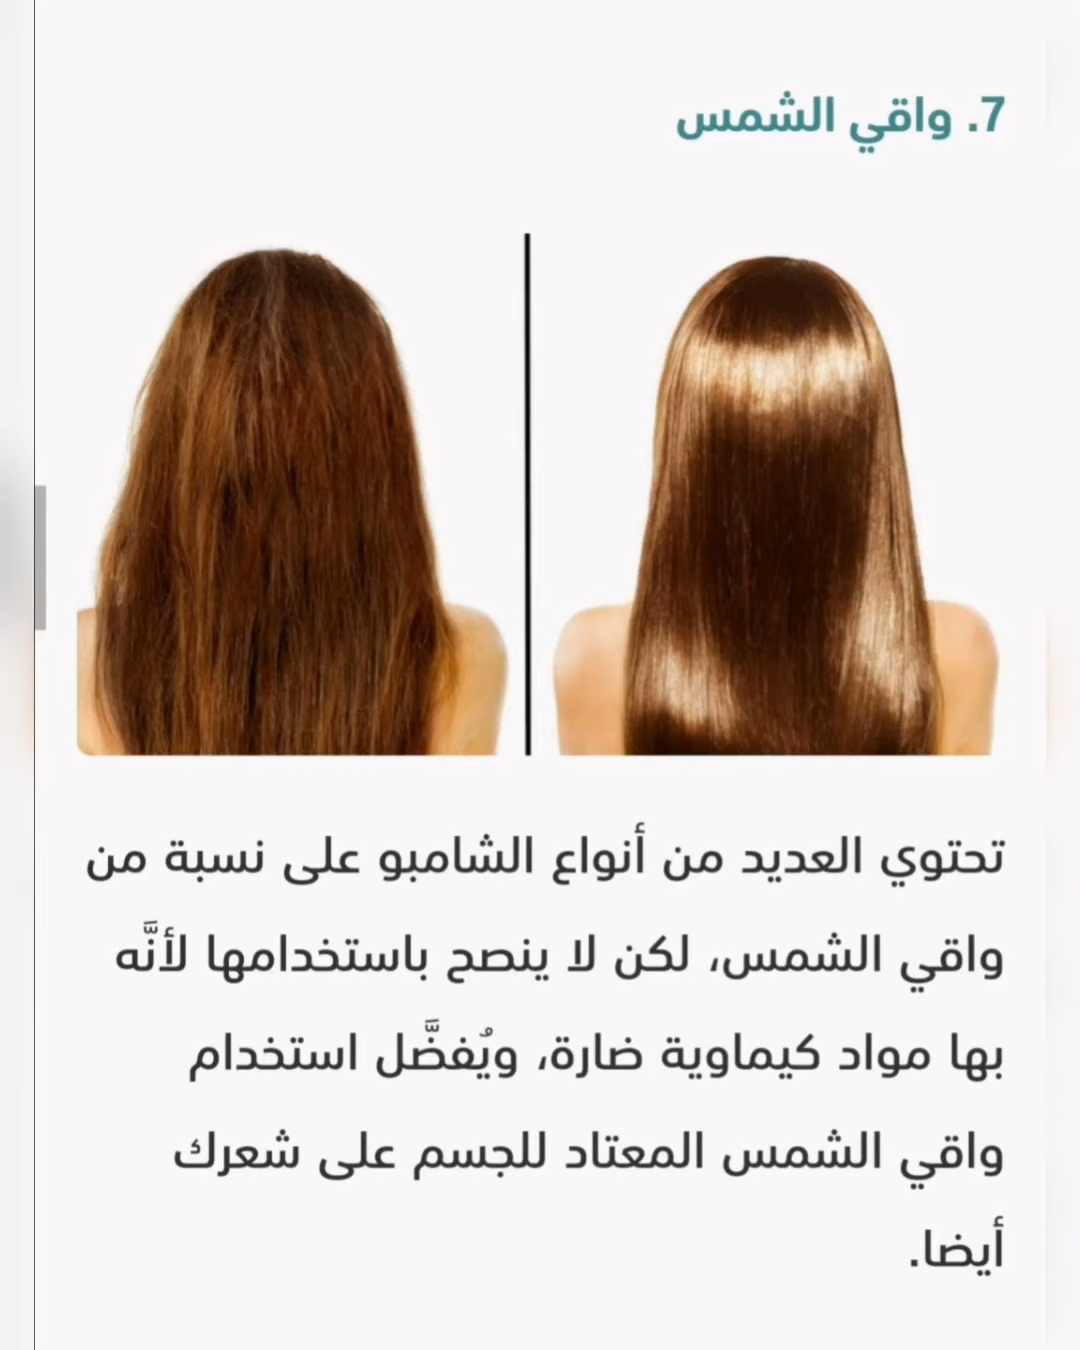 7. واقي الشمس
تحتوي العديد من أنواع الشامبو على نسبة من
واقي الشمس، لكن لا ينصح باستخدامها لأنَّه
بها مواد كيماوية ضارة، ويُفضَّل استخدام
واقي الشمس المعتاد للجسم على شعرك
أيضا.